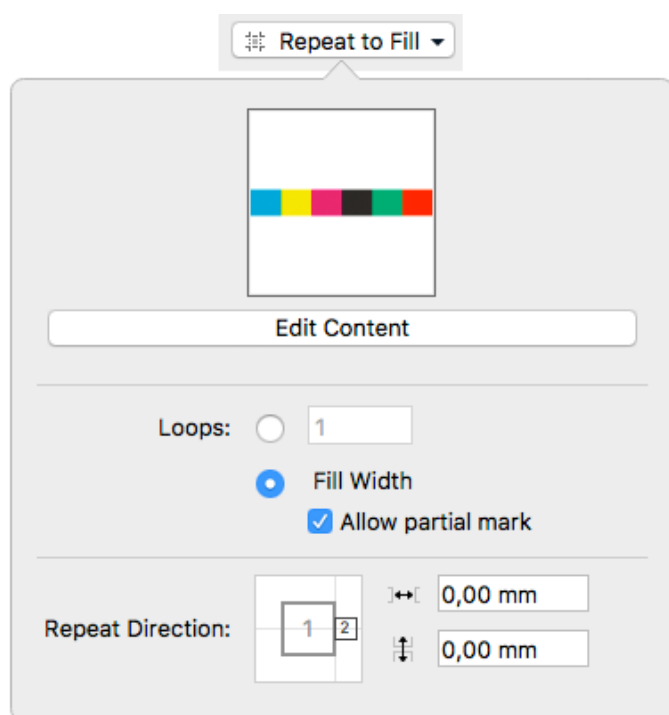 Repeat to Fill
Edit Content
Loops: 1
Fill Width
Allow partial mark
Repeat Direction: 1 2 0,00 mm
0,00 mm